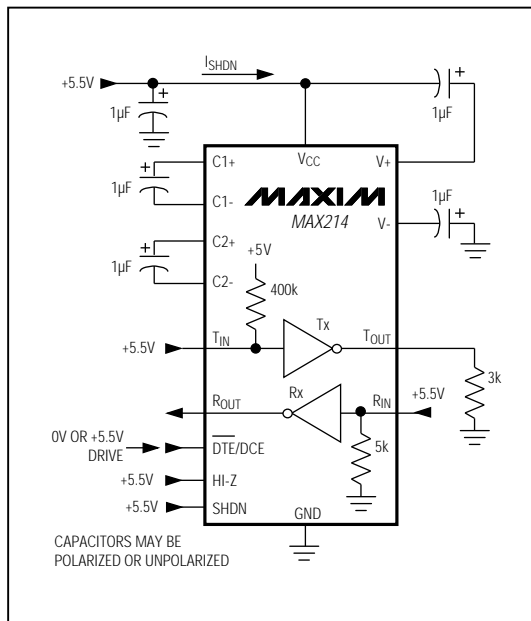 I_SHDN
+5.5V
1µF
1µF
V_CC
C1+
V+
1µF
C1-
MAXIM
MAX214
1µF
C2+
V-
1µF
+5V
C2-
400k
Tx
+5.5V
T_IN
T_OUT
3k
Rx
R_OUT
R_IN
+5.5V
0V OR +5.5V
DRIVE
DTE/DCE
5k
+5.5V
HI-Z
+5.5V
SHDN
GND
CAPACITORS MAY BE
POLARIZED OR UNPOLARIZED